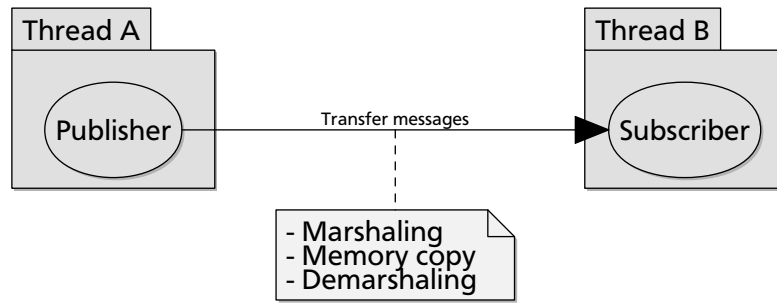 Thread A
Thread B
Publisher
Transfer messages
Subscriber
- Marshaling
- Memory copy
- Demarshaling